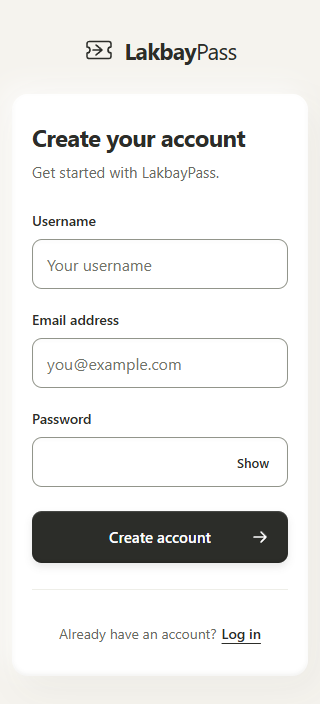 LakbayPass
Create your account
Get started with LakbayPass.
Username
Your username
Email address
you@example.com
Password
Show
Create account
Already have an account? Log in